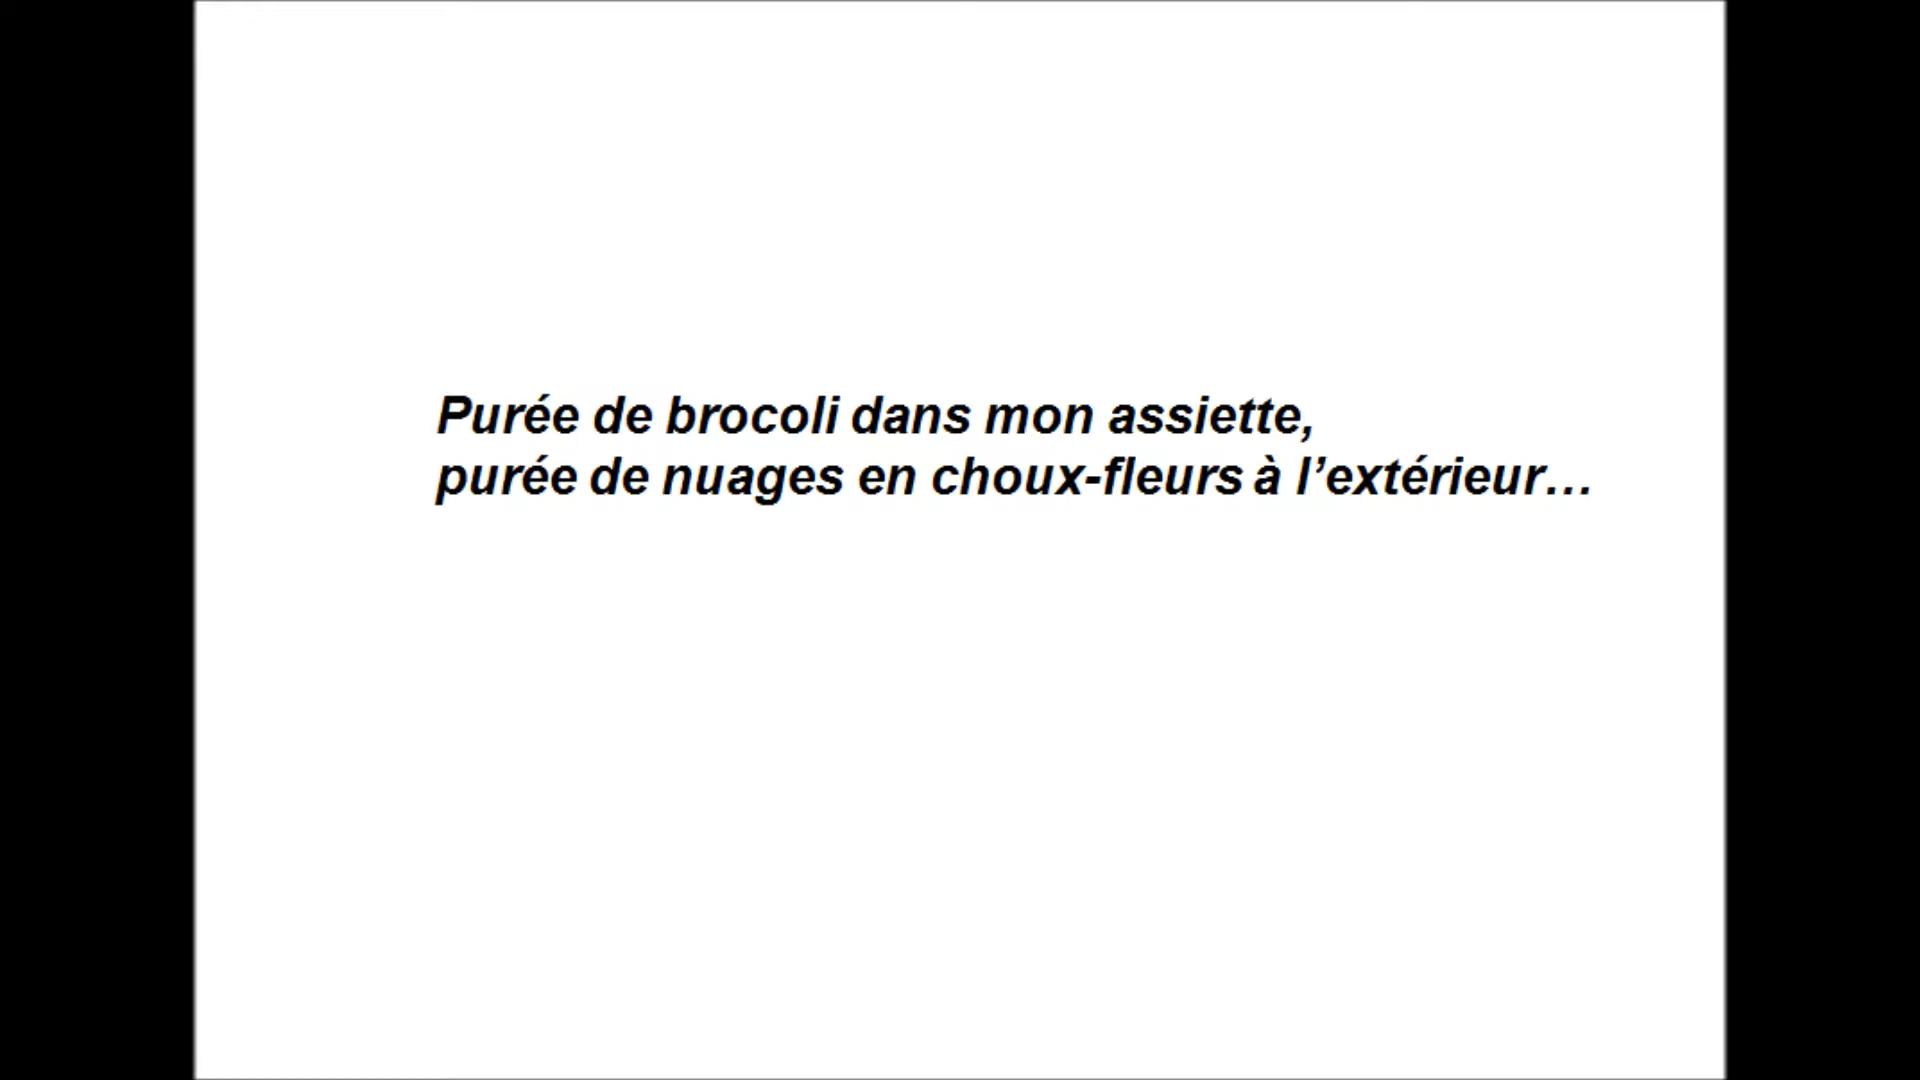 Purée de brocoli dans mon assiette,
purée de nuages en choux-fleurs à l’extérieur…